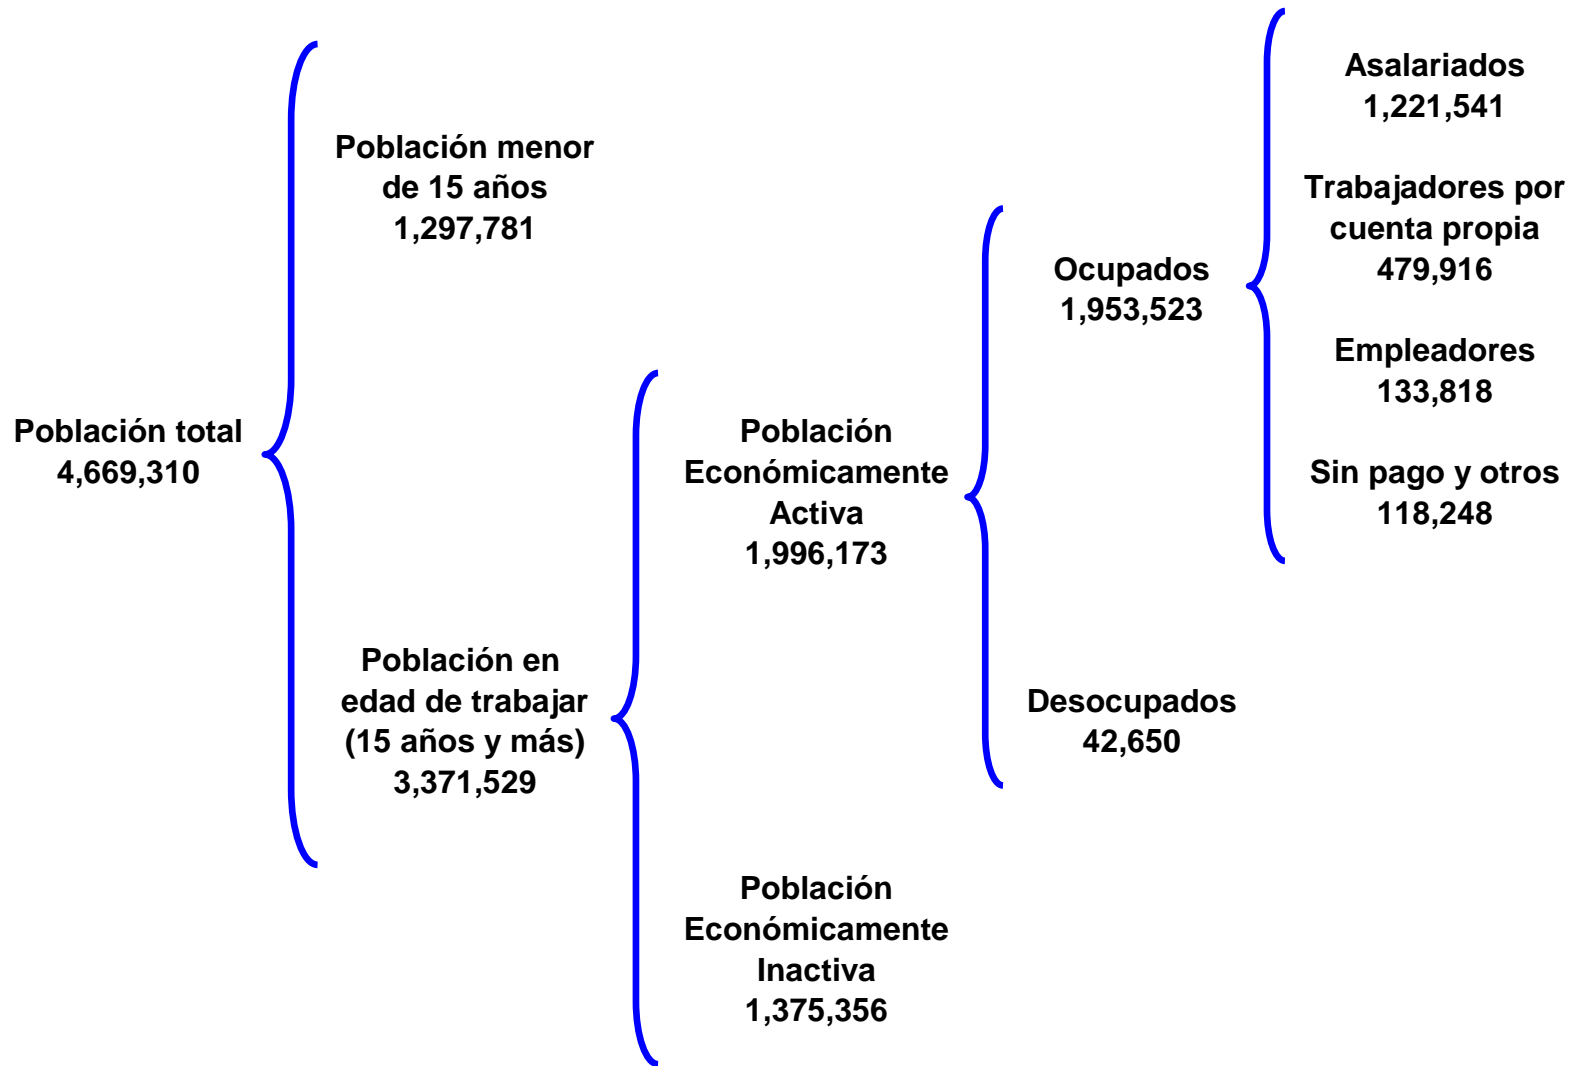 Población total
4,669,310
Población menor
de 15 años
1,297,781
Población en
edad de trabajar
(15 años y más)
3,371,529
Población
Económicamente
Activa
1,996,173
Población
Económicamente
Inactiva
1,375,356
Ocupados
1,953,523
Desocupados
42,650
Asalariados
1,221,541
Trabajadores por
cuenta propia
479,916
Empleadores
133,818
Sin pago y otros
118,248